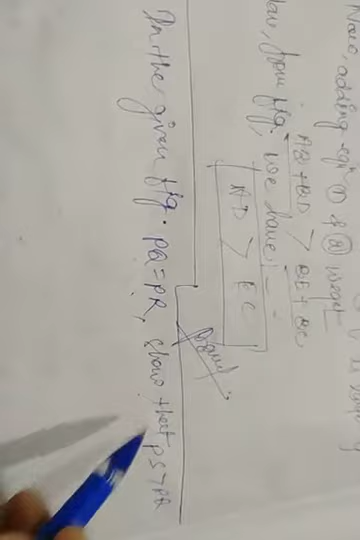 Now, adding eqn ① & ② we get
AB + BD > BE + EC
from fig, we have:-
AD > EC
Proved
In the given fig. PQ = PR, show that PS > PQ